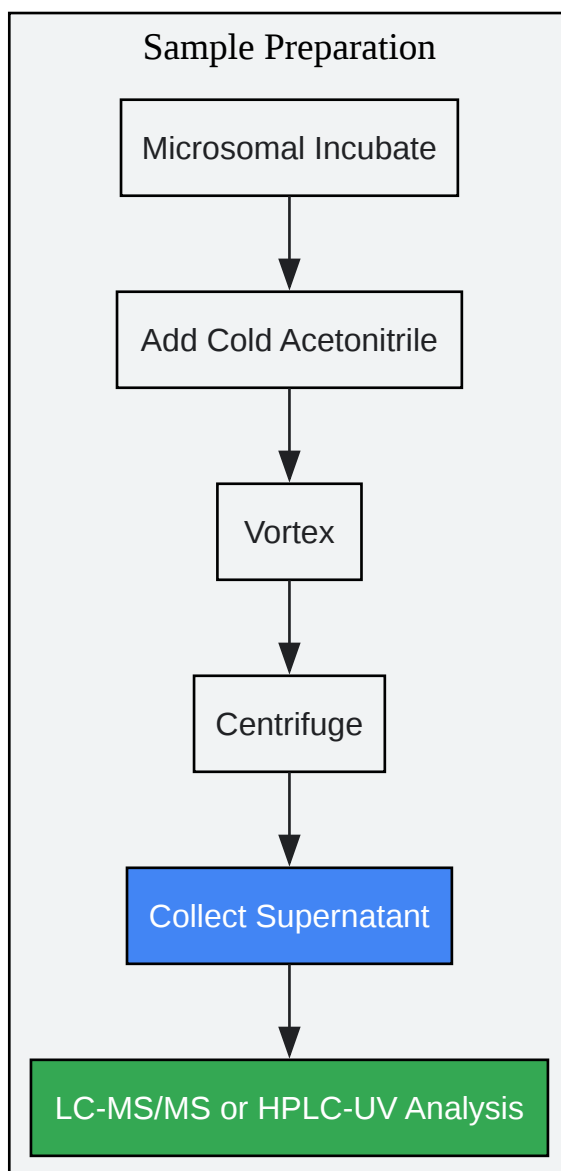 Sample Preparation
Microsomal Incubate
Add Cold Acetonitrile
Vortex
Centrifuge
Collect Supernatant
LC-MS/MS or HPLC-UV Analysis